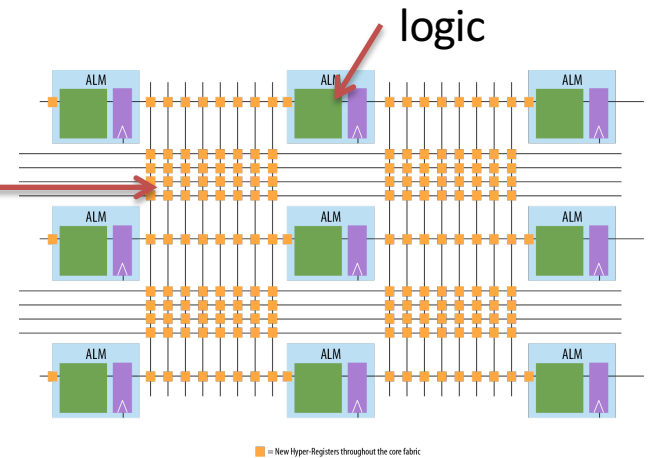 logic
ALM ALM ALM
ALM ALM ALM
ALM ALM ALM
= New Hyper-Registers throughout the core fabric